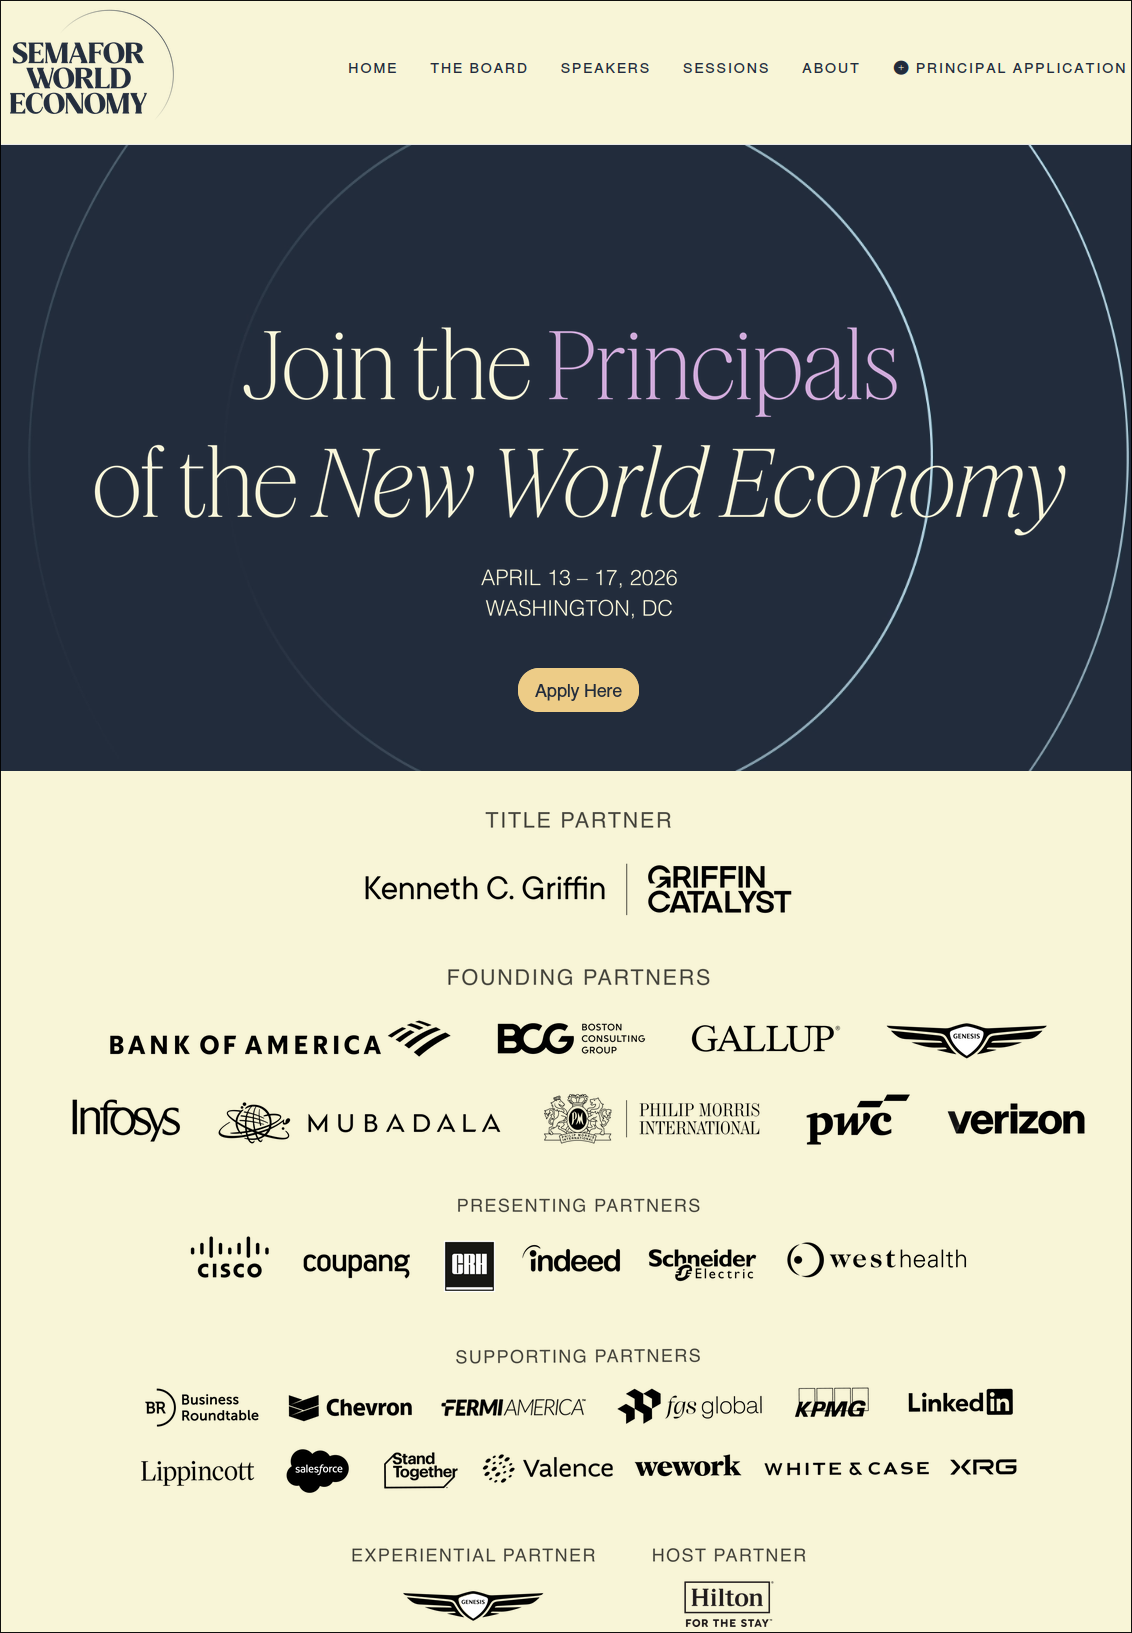 SEMAFOR
WORLD
ECONOMY
HOME THE BOARD SPEAKERS SESSIONS ABOUT + PRINCIPAL APPLICATION
Join the Principals
of the New World Economy
APRIL 13 – 17, 2026
WASHINGTON, DC
Apply Here
TITLE PARTNER
Kenneth C. Griffin
GRIFFIN
CATALYST
FOUNDING PARTNERS
BANK OF AMERICA
BCG
BOSTON
CONSULTING
GROUP
GALLUP®
GENESIS
Infosys
MUBADALA
PM
PHILIP MORRIS
INTERNATIONAL
pwc
verizon
PRESENTING PARTNERS
CISCO
coupang
CRH
indeed
Schneider
Electric
westhealth
SUPPORTING PARTNERS
BR
Business
Roundtable
Chevron
FERMI AMERICA™
fgs global
KPMG
LinkedIn
Lippincott
salesforce
Stand
Together
Valence
wework
WHITE & CASE
XRG
EXPERIENTIAL PARTNER
HOST PARTNER
GENESIS
Hilton
FOR THE STAY™